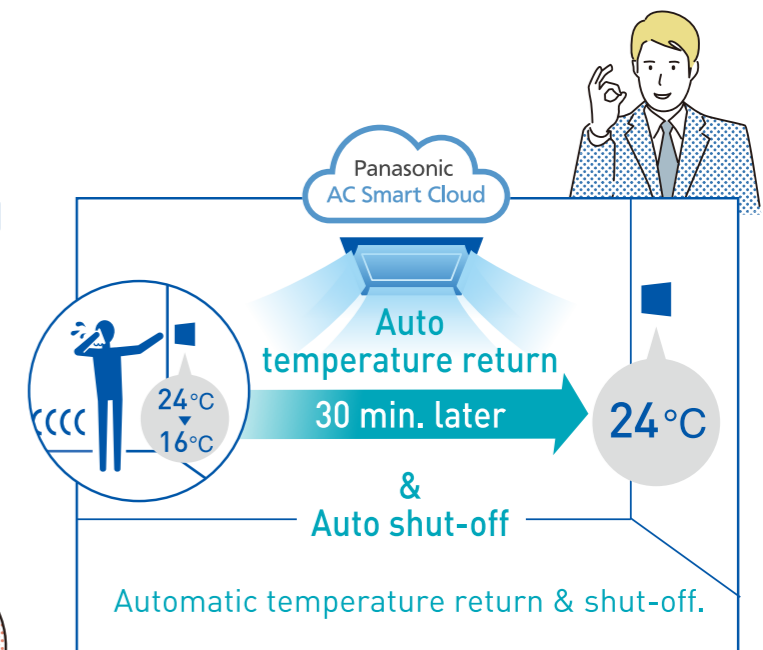 Panasonic
AC Smart Cloud
Auto
temperature return
30 min. later
24°C
▼
16°C
24°C
&
Auto shut-off
Automatic temperature return & shut-off.